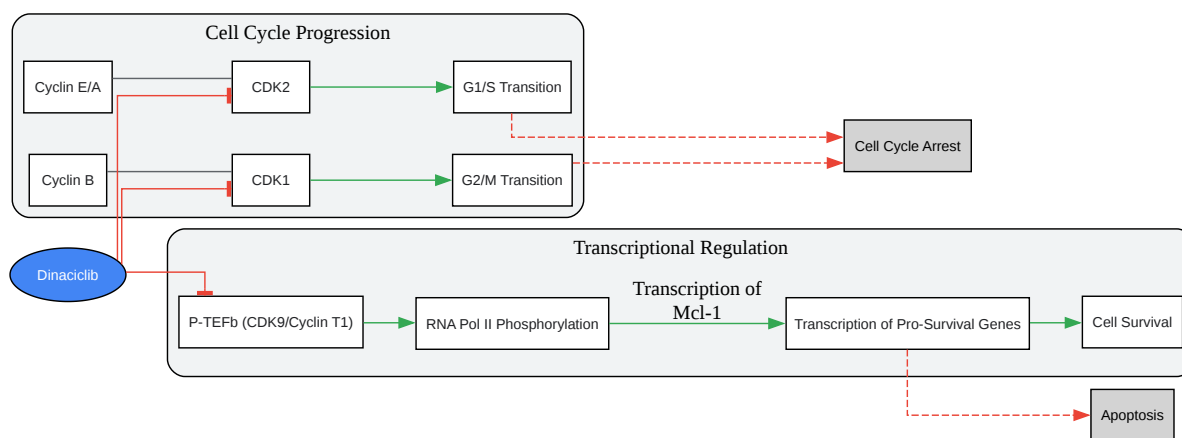 Cell Cycle Progression
Cyclin E/A
CDK2
G1/S Transition
Cell Cycle Arrest
Cyclin B
CDK1
G2/M Transition
Transcriptional Regulation
Dinaciclib
P-TEFb (CDK9/Cyclin T1)
RNA Pol II Phosphorylation
Transcription of
Mcl-1
Transcription of Pro-Survival Genes
Cell Survival
Apoptosis